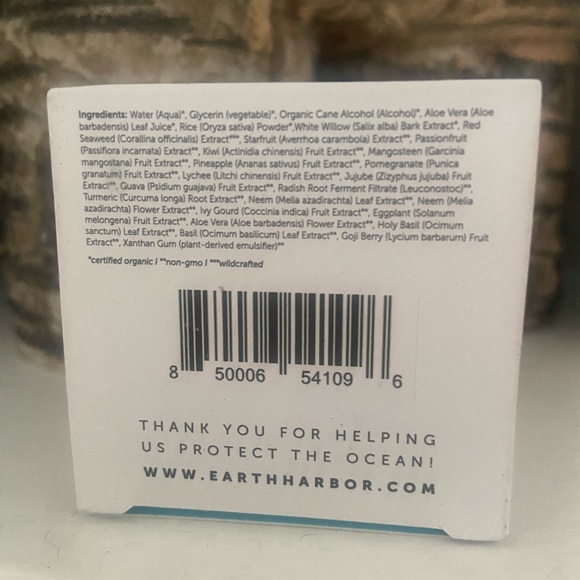 Ingredients: Water (Aqua)*, Glycerin (vegetable)*, Organic Cane Alcohol (Alcohol)*, Aloe Vera (Aloe
barbadensis) Leaf Juice*, Rice (Oryza sativa) Powder*,White Willow (Salix alba) Bark Extract*, Red
Seaweed (Corallina officinalis) Extract***, Starfruit (Averrhoa carambola) Extract**, Passionfruit
(Passiflora incarnata) Extract**, Kiwi (Actinidia chinensis) Fruit Extract**, Mangosteen (Garcinia
mangostana) Fruit Extract**, Pineapple (Ananas sativus) Fruit Extract**, Pomegranate (Punica
granatum) Fruit Extract**, Lychee (Litchi chinensis) Fruit Extract**, Jujube (Zizyphus jujuba) Fruit
Extract**, Guava (Psidium guajava) Fruit Extract**, Radish Root Ferment Filtrate (Leuconostoc)**,
Turmeric (Curcuma longa) Root Extract**, Neem (Melia azadirachta) Leaf Extract**, Neem (Melia
azadirachta) Flower Extract**, Ivy Gourd (Coccinia indica) Fruit Extract**, Eggplant (Solanum
melongena) Fruit Extract**, Aloe Vera (Aloe barbadensis) Flower Extract**, Holy Basil (Ocimum
sanctum) Leaf Extract**, Basil (Ocimum basilicum) Leaf Extract**, Goji Berry (Lycium barbarum) Fruit
Extract**, Xanthan Gum (plant-derived emulsifier)**
*certified organic | **non-gmo | ***wildcrafted
8 50006 54109 6
THANK YOU FOR HELPING
US PROTECT THE OCEAN!
WWW.EARTHHARBOR.COM